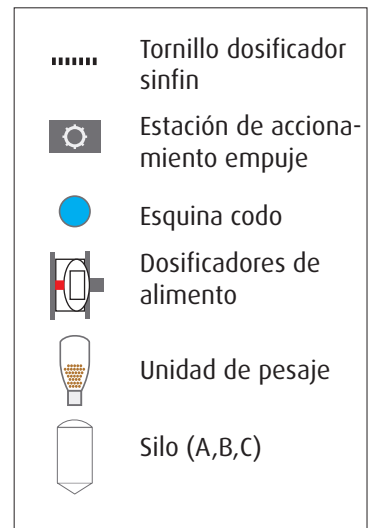 Tornillo dosificador
sinfin
Estación de acciona-
miento empuje
Esquina codo
Dosificadores de
alimento
Unidad de pesaje
Silo (A,B,C)